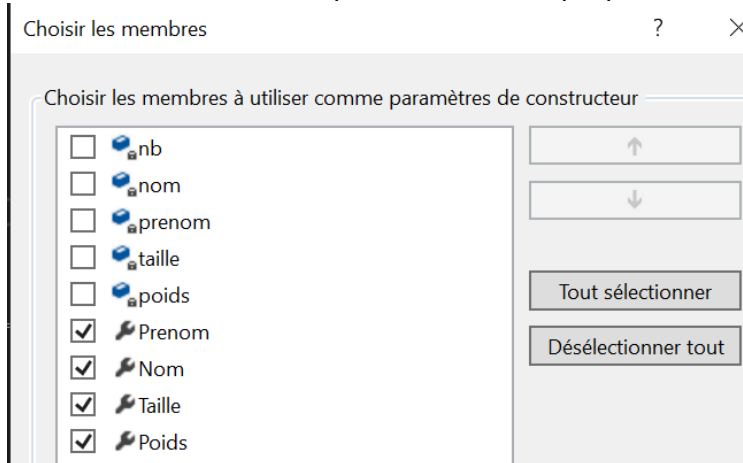 Choisir les membres ?
Choisir les membres à utiliser comme paramètres de constructeur
nb
nom
prenom
taille
poids
Prenom
Nom
Taille
Poids
Tout sélectionner
Désélectionner tout